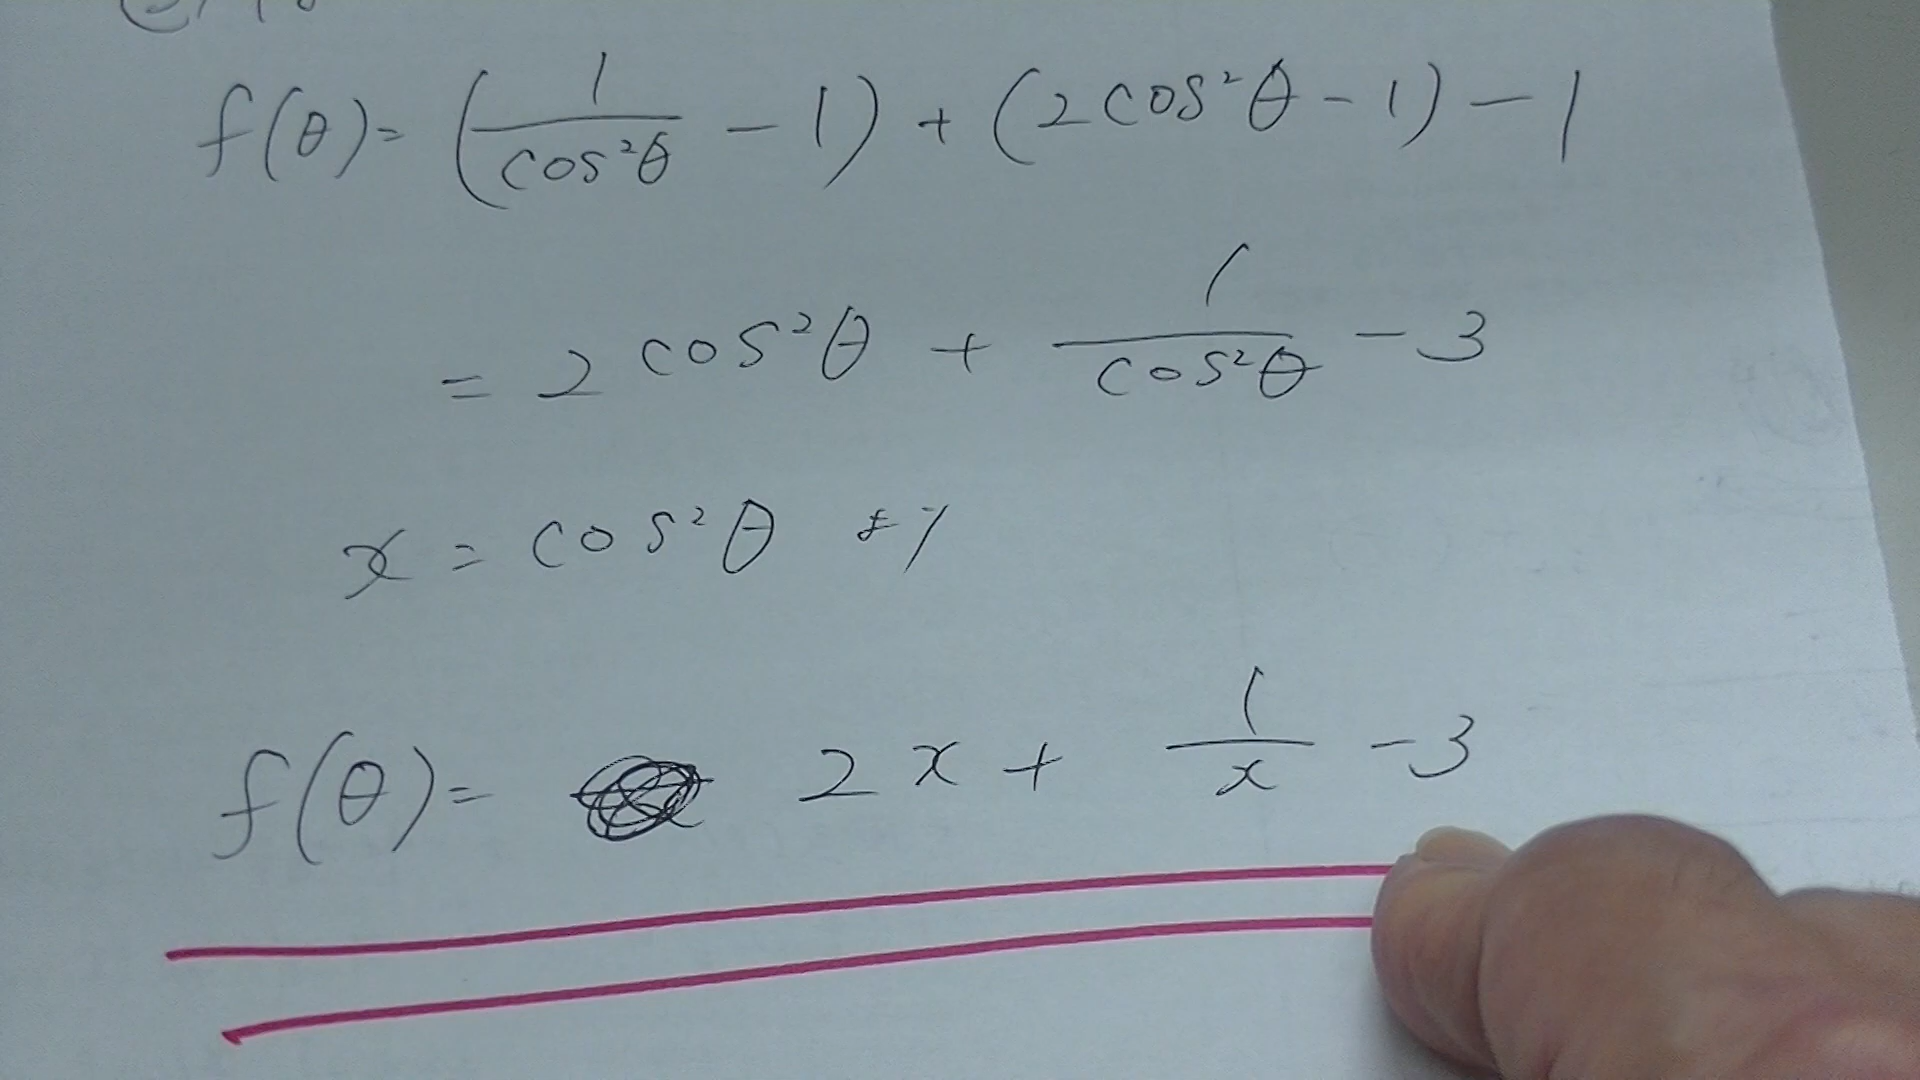 f(θ)= (1/cos²θ - 1) + (2cos²θ - 1) - 1
= 2cos²θ + 1/cos²θ - 3
x = cos²θ より
f(θ)= 2x + 1/x - 3